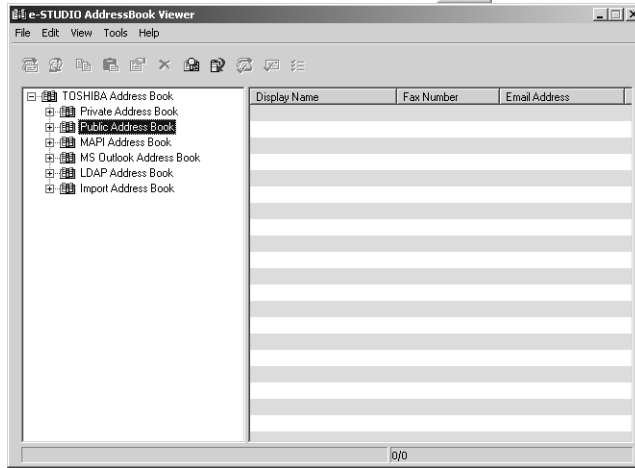 e-STUDIO AddressBook Viewer
File Edit View Tools Help
TOSHIBA Address Book
Private Address Book
Public Address Book
MAPI Address Book
MS Outlook Address Book
LDAP Address Book
Import Address Book
Display Name Fax Number Email Address
0/0